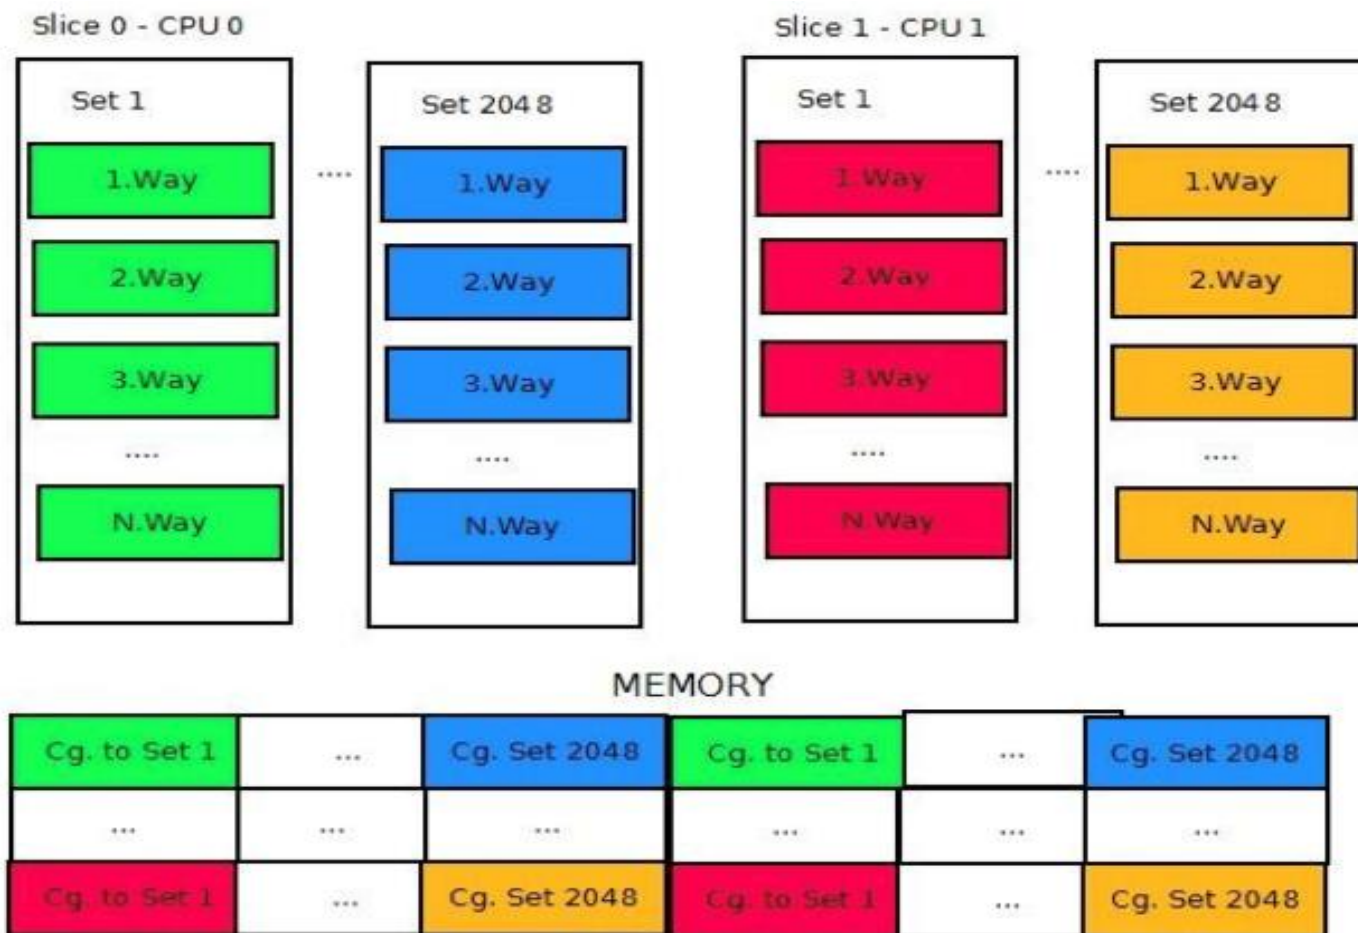 Slice 0 - CPU 0
Set 1
1.Way
2.Way
3.Way
....
N.Way
....
Set 2048
1.Way
2.Way
3.Way
....
N.Way
Slice 1 - CPU 1
Set 1
1.Way
2.Way
3.Way
....
N.Way
....
Set 2048
1.Way
2.Way
3.Way
....
N.Way
MEMORY
Cg. to Set 1 ... Cg. Set 2048 Cg. to Set 1 ... Cg. Set 2048
... ... ... ... ... ...
Cg. to Set 1 ... Cg. Set 2048 Cg. to Set 1 ... Cg. Set 2048